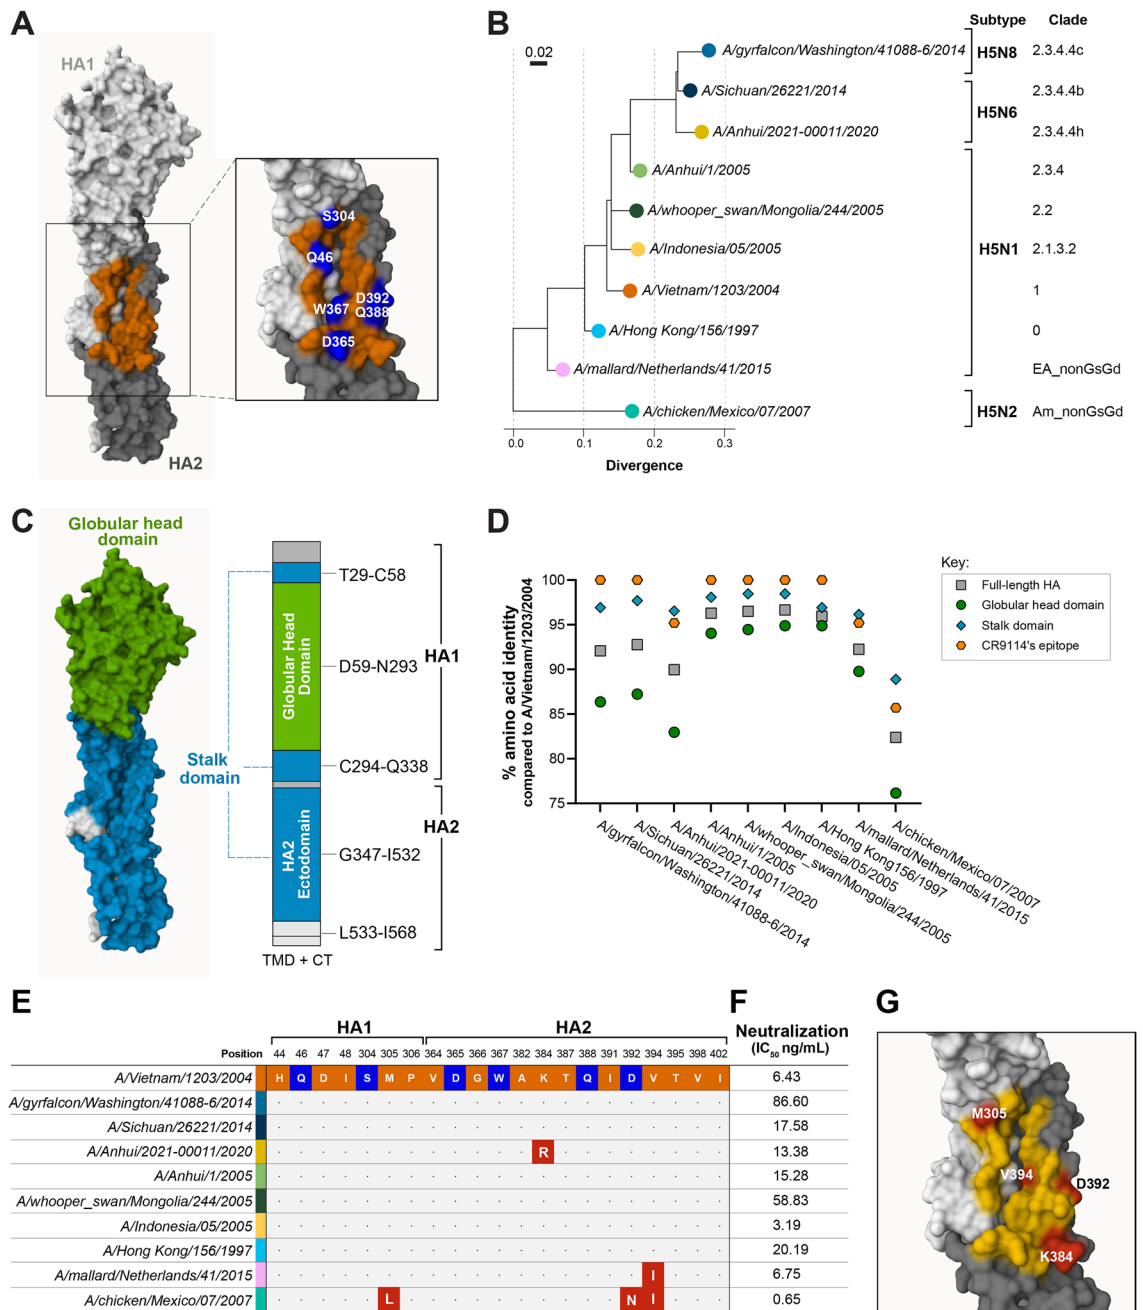 A
HA1
S304
Q46
D392
W367
Q388
D365
HA2
B
Subtype
Clade
0.02
A/gyrfalcon/Washington/41088-6/2014
H5N8
2.3.4.4c
A/Sichuan/26221/2014
2.3.4.4b
H5N6
A/Anhui/2021-00011/2020
2.3.4.4h
A/Anhui/1/2005
2.3.4
A/whooper_swan/Mongolia/244/2005
2.2
H5N1
A/Indonesia/05/2005
2.1.3.2
A/Vietnam/1203/2004
1
A/Hong Kong/156/1997
0
A/mallard/Netherlands/41/2015
EA_nonGsGd
A/chicken/Mexico/07/2007
H5N2
Am_nonGsGd
0.0 0.1 0.2 0.3
Divergence
C
Globular head
domain
Stalk
domain
Globular Head
Domain
HA2
Ectodomain
T29-C58
D59-N293
C294-Q338
G347-I532
L533-I568
HA1
HA2
TMD + CT
D
% amino acid identity
compared to A/Vietnam/1203/2004
100
95
90
85
80
75
A/gyrfalcon/Washington/41088-6/2014
A/Sichuan/26221/2014
A/Anhui/2021-00011/2020
A/Anhui/1/2005
A/whooper_swan/Mongolia/244/2005
A/Indonesia/05/2005
A/Hong Kong156/1997
A/mallard/Netherlands/41/2015
A/chicken/Mexico/07/2007
Key:
Full-length HA
Globular head domain
Stalk domain
CR9114's epitope
E
HA1 HA2
Position 44 46 47 48 304 305 306 364 365 366 367 382 384 387 388 391 392 394 395 398 402
A/Vietnam/1203/2004 H Q D I S M P V D G W A K T Q I D V T V I
A/gyrfalcon/Washington/41088-6/2014 . . . . . . . . . . . . . . . . . . . . .
A/Sichuan/26221/2014 . . . . . . . . . . . . . . . . . . . . .
A/Anhui/2021-00011/2020 . . . . . . . . . . . . R . . . . . . . .
A/Anhui/1/2005 . . . . . . . . . . . . . . . . . . . . .
A/whooper_swan/Mongolia/244/2005 . . . . . . . . . . . . . . . . . . . . .
A/Indonesia/05/2005 . . . . . . . . . . . . . . . . . . . . .
A/Hong Kong/156/1997 . . . . . . . . . . . . . . . . . . . . .
A/mallard/Netherlands/41/2015 . . . . . . . . . . . . . . . . . I . . .
A/chicken/Mexico/07/2007 . . . . . L . . . . . . . . . . N I . . .
F
Neutralization
(IC50 ng/mL)
6.43
86.60
17.58
13.38
15.28
58.83
3.19
20.19
6.75
0.65
G
M305
V394
D392
K384